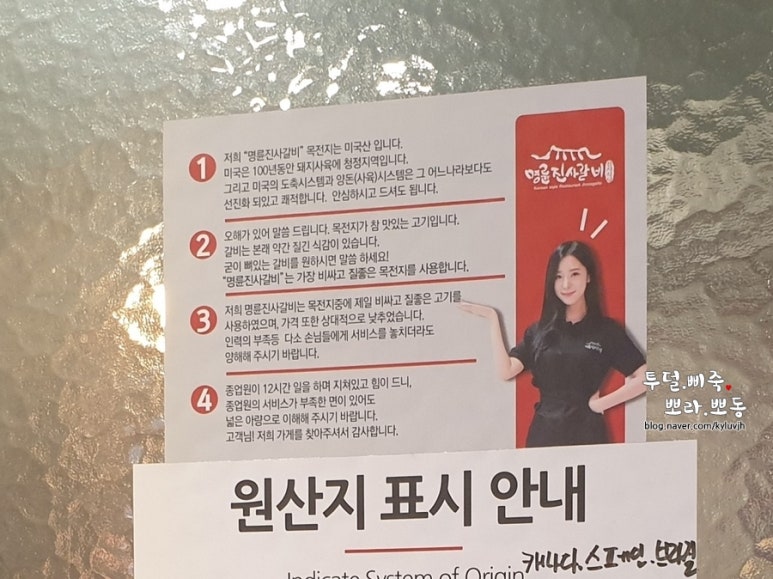 1
저희 "명륜진사갈비" 목전지는 미국산 입니다.
미국은 100년동안 돼지사육에 청정지역입니다.
그리고 미국의 도축시스템과 양돈(사육)시스템은 그 어느나라보다도
선진화 되있고 쾌적합니다. 안심하시고 드셔도 됩니다.
2
오해가 있어 말씀 드립니다. 목전지가 참 맛있는 고기입니다.
갈비는 본래 약간 질긴 식감이 있습니다.
굳이 뼈있는 갈비를 원하시면 말씀 하세요!
"명륜진사갈비"는 가장 비싸고 질좋은 목전지를 사용합니다.
3
저희 명륜진사갈비는 목전지중에 제일 비싸고 질좋은 고기를
사용하였으며, 가격 또한 상대적으로 낮추었습니다.
인력의 부족등 다소 손님들에게 서비스를 놓치더라도
양해해 주시기 바랍니다.
4
종업원이 12시간 일을 하며 지쳐있고 힘이 드니,
종업원의 서비스가 부족한 면이 있어도
넓은 아량으로 이해해 주시기 바랍니다.
고객님! 저희 가게를 찾아주셔서 감사합니다.
명륜진사갈비
투덜.삐죽
뽀라.뽀동
blog.naver.com/kyluvjh
원산지 표시 안내
Indicate System of Origin
캐나다.스페인.브라질